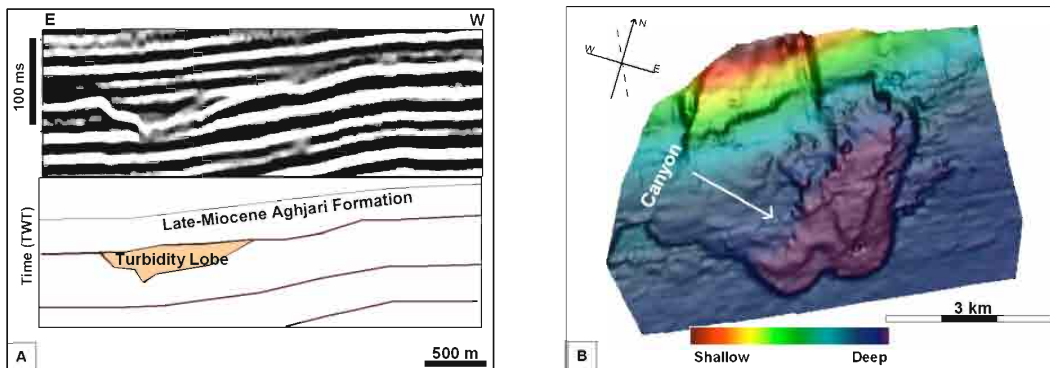 E
W
100 ms
Time (TWT)
Late-Miocene Aghjari Formation
Turbidity Lobe
A
500 m
B
N
W
E
Canyon
3 km
Shallow
Deep